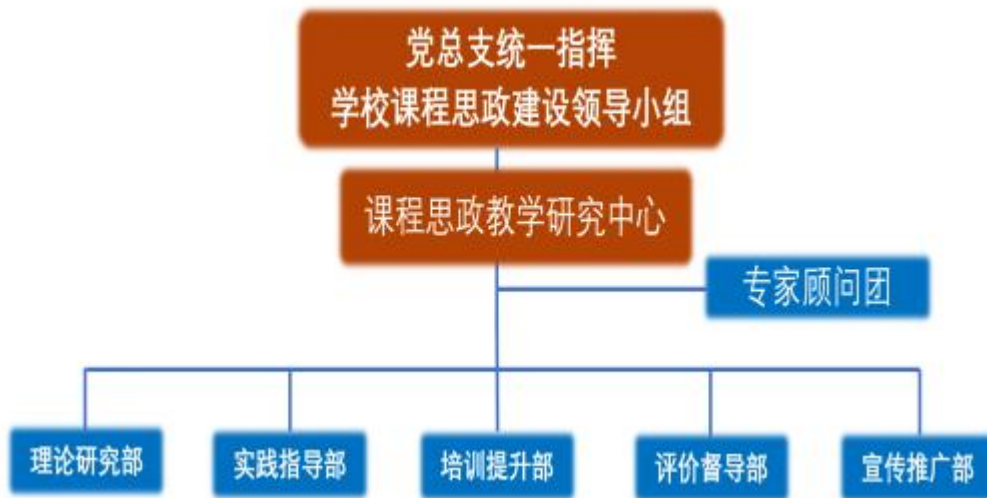 党总支统一指挥
学校课程思政建设领导小组
课程思政教学研究中心
专家顾问团
理论研究部
实践指导部
培训提升部
评价督导部
宣传推广部